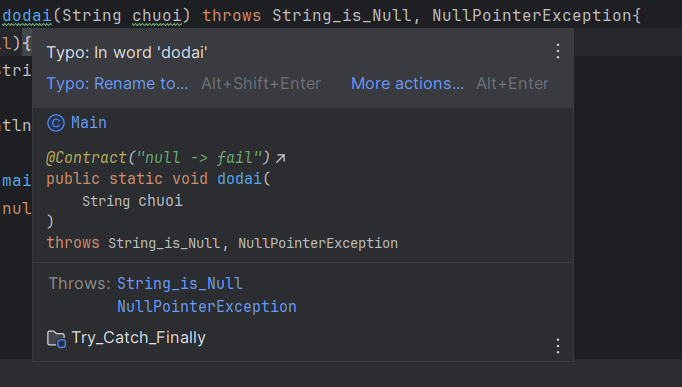 dodai(String chuoi) throws String_is_Null, NullPointerException{
l){
Stri
tln
mai
nul
Typo: In word 'dodai'
Typo: Rename to... Alt+Shift+Enter More actions... Alt+Enter
Main
@Contract("null -> fail")↗
public static void dodai(
String chuoi
)
throws String_is_Null, NullPointerException
Throws: String_is_Null
NullPointerException
Try_Catch_Finally